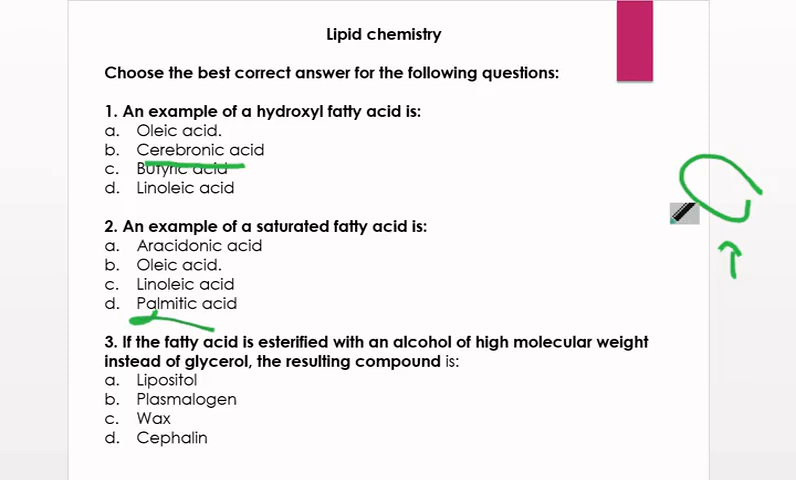 Lipid chemistry
Choose the best correct answer for the following questions:
1. An example of a hydroxyl fatty acid is:
a. Oleic acid.
b. Cerebronic acid
c. Butyric acid
d. Linoleic acid
2. An example of a saturated fatty acid is:
a. Aracidonic acid
b. Oleic acid.
c. Linoleic acid
d. Palmitic acid
3. If the fatty acid is esterified with an alcohol of high molecular weight
instead of glycerol, the resulting compound is:
a. Lipositol
b. Plasmalogen
c. Wax
d. Cephalin